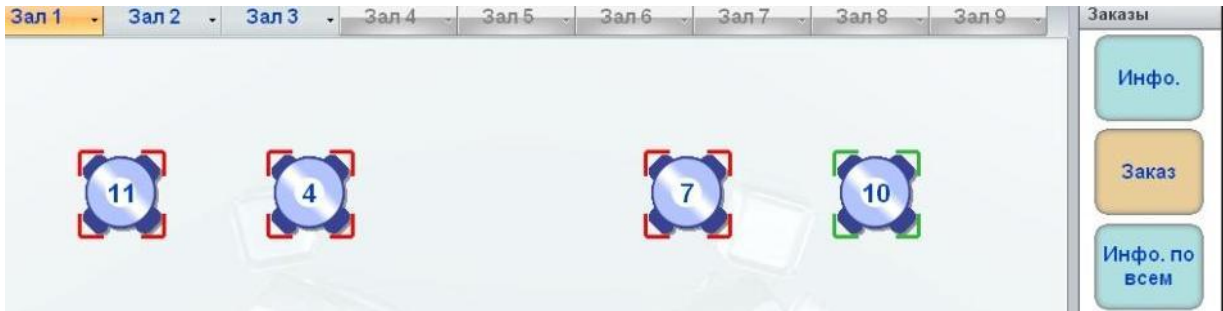 Зал 1 Зал 2 Зал 3 Зал 4 Зал 5 Зал 6 Зал 7 Зал 8 Зал 9 Заказы
Инфо.
Заказ
11 4 7 10
Инфо. по
всем